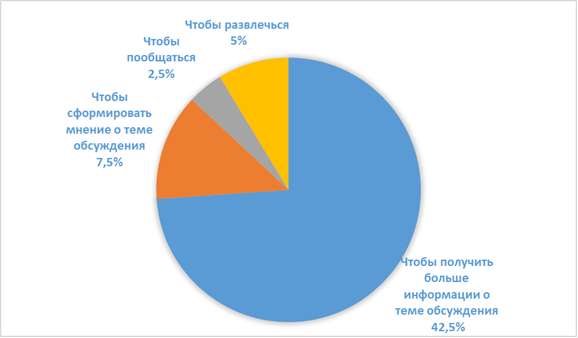 Чтобы развлечься
5%
Чтобы
пообщаться
2,5%
Чтобы
сформировать
мнение о теме
обсуждения
7,5%
Чтобы получить
больше
информации о
теме обсуждения
42,5%